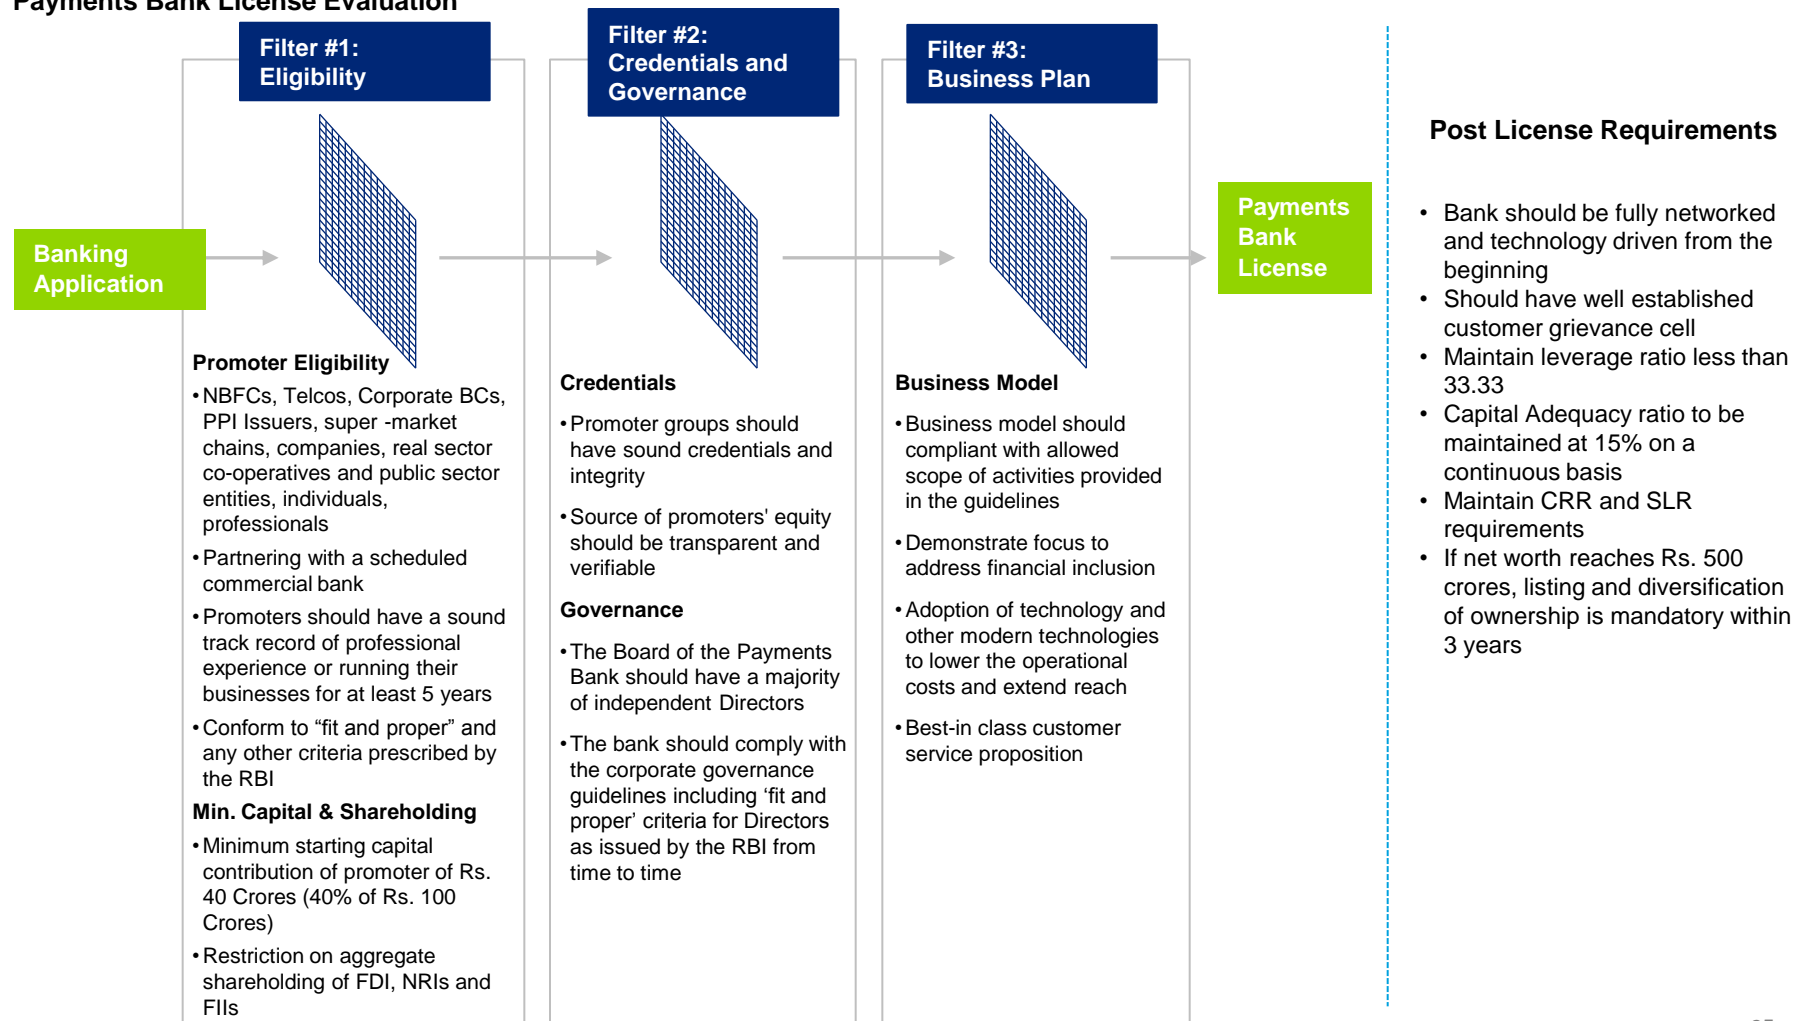 Payments Bank License Evaluation
Filter #1:
Eligibility
Filter #2:
Credentials and
Governance
Filter #3:
Business Plan
Banking
Application
Payments
Bank
License
Promoter Eligibility
•NBFCs, Telcos, Corporate BCs,
PPI Issuers, super -market
chains, companies, real sector
co-operatives and public sector
entities, individuals,
professionals
•Partnering with a scheduled
commercial bank
•Promoters should have a sound
track record of professional
experience or running their
businesses for at least 5 years
•Conform to “fit and proper” and
any other criteria prescribed by
the RBI
Min. Capital & Shareholding
•Minimum starting capital
contribution of promoter of Rs.
40 Crores (40% of Rs. 100
Crores)
•Restriction on aggregate
shareholding of FDI, NRIs and
FIIs
Credentials
•Promoter groups should
have sound credentials and
integrity
•Source of promoters' equity
should be transparent and
verifiable
Governance
•The Board of the Payments
Bank should have a majority
of independent Directors
•The bank should comply with
the corporate governance
guidelines including ‘fit and
proper’ criteria for Directors
as issued by the RBI from
time to time
Business Model
•Business model should
compliant with allowed
scope of activities provided
in the guidelines
•Demonstrate focus to
address financial inclusion
•Adoption of technology and
other modern technologies
to lower the operational
costs and extend reach
•Best-in class customer
service proposition
Post License Requirements
• Bank should be fully networked
and technology driven from the
beginning
• Should have well established
customer grievance cell
• Maintain leverage ratio less than
33.33
• Capital Adequacy ratio to be
maintained at 15% on a
continuous basis
• Maintain CRR and SLR
requirements
• If net worth reaches Rs. 500
crores, listing and diversification
of ownership is mandatory within
3 years